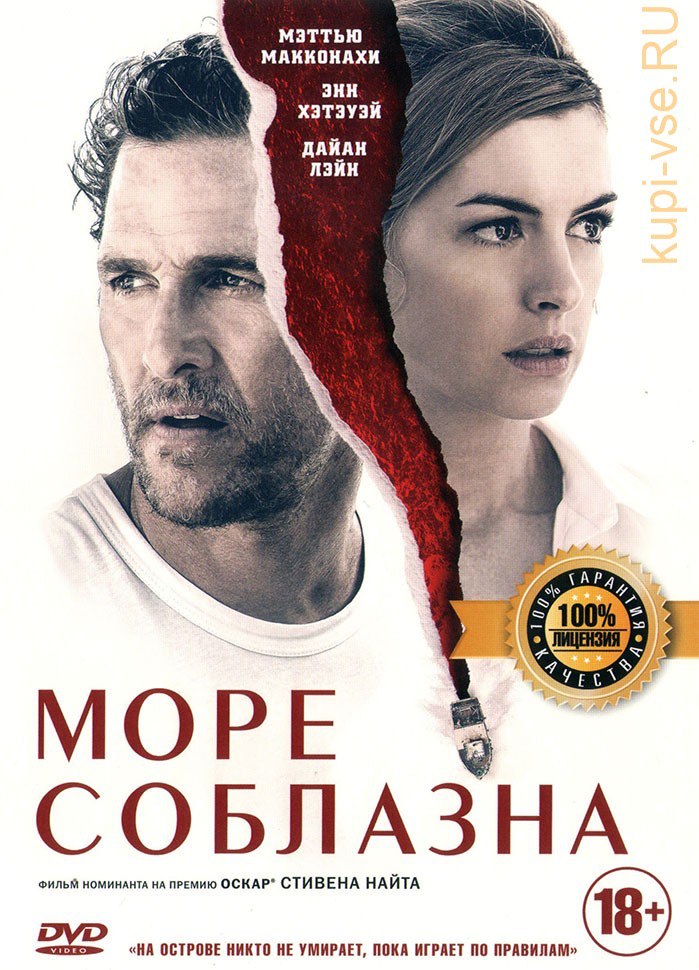 МЭТТЬЮ
МАККОНАХИ
ЭНН
ХЭТЭУЭЙ
ДАЙАН
ЛЭЙН
kupi-vse.RU
100% ГАРАНТИЯ
100%
ЛИЦЕНЗИЯ
КАЧЕСТВА
МОРЕ
СОБЛАЗНА
ФИЛЬМ НОМИНАНТА НА ПРЕМИЮ ОСКАР® СТИВЕНА НАЙТА
18+
DVD
VIDEO
«НА ОСТРОВЕ НИКТО НЕ УМИРАЕТ, ПОКА ИГРАЕТ ПО ПРАВИЛАМ»